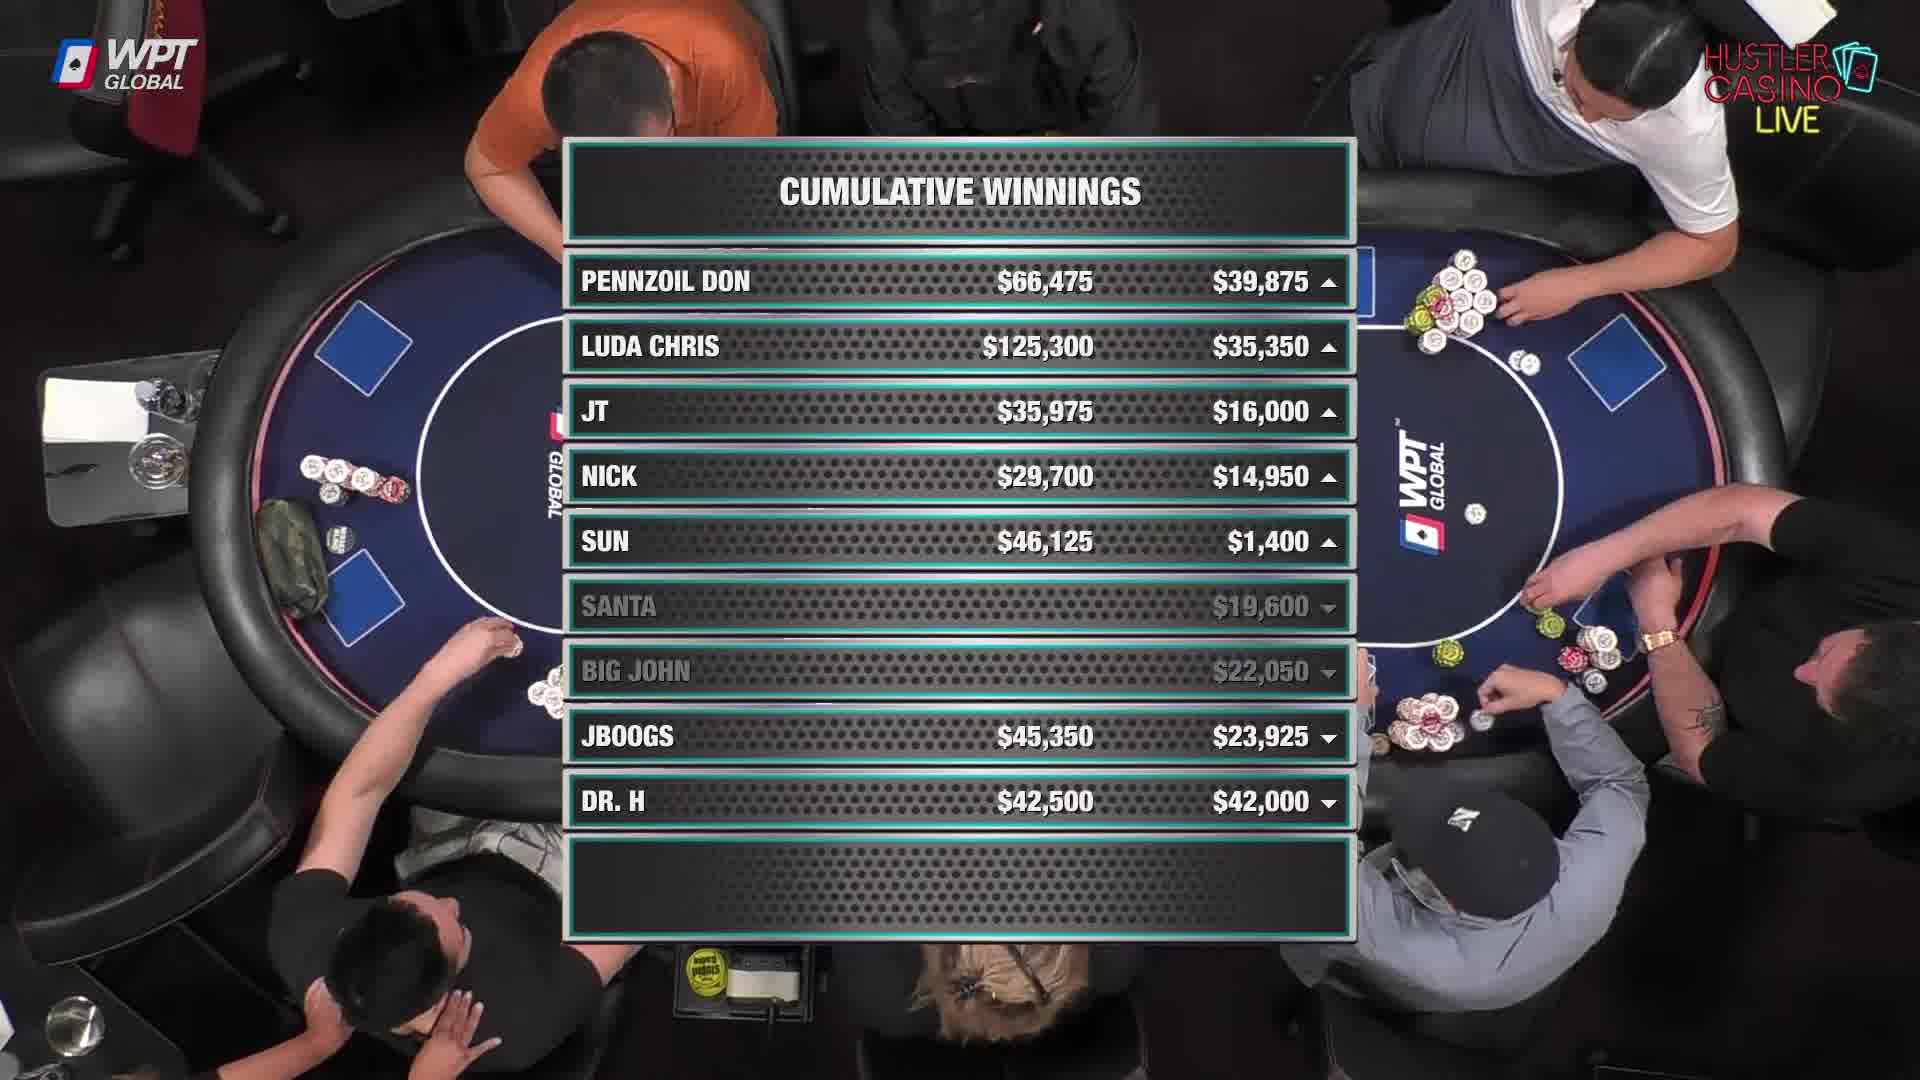 WPT
GLOBAL
HUSTLER
CASINO
LIVE
CUMULATIVE WINNINGS
PENNZOIL DON $66,475 $39,875
LUDA CHRIS $125,300 $35,350
JT $35,975 $16,000
NICK $29,700 $14,950
SUN $46,125 $1,400
SANTA $19,600
BIG JOHN $22,050
JBOOGS $45,350 $23,925
DR. H $42,500 $42,000
GLOBAL
WPT
GLOBAL
N